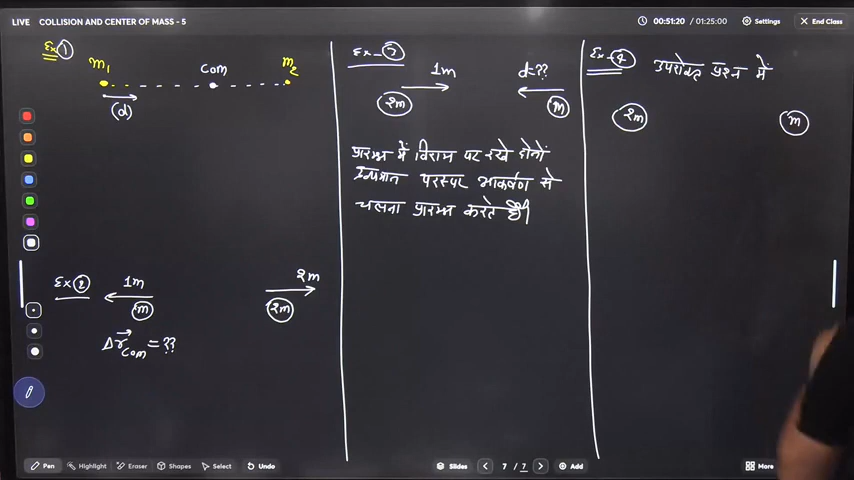 LIVE COLLISION AND CENTER OF MASS - 5
00:51:20 / 01:25:00
Settings
End Class
Ex ①
m₁ com m₂
(d)
Ex ②
1m 2m
m 2m
Δr⃗com = ??
Ex - ③
1m d=??
2m m
प्रारम्भ में विराम पर रखे दोनों
परस्पर आकर्षण से
चलना प्रारम्भ करते हैं।
Ex - ④ उपरोक्त प्रश्न में
2m m
Pen Highlight Eraser Shapes Select Undo Slides 7 / 7 Add More